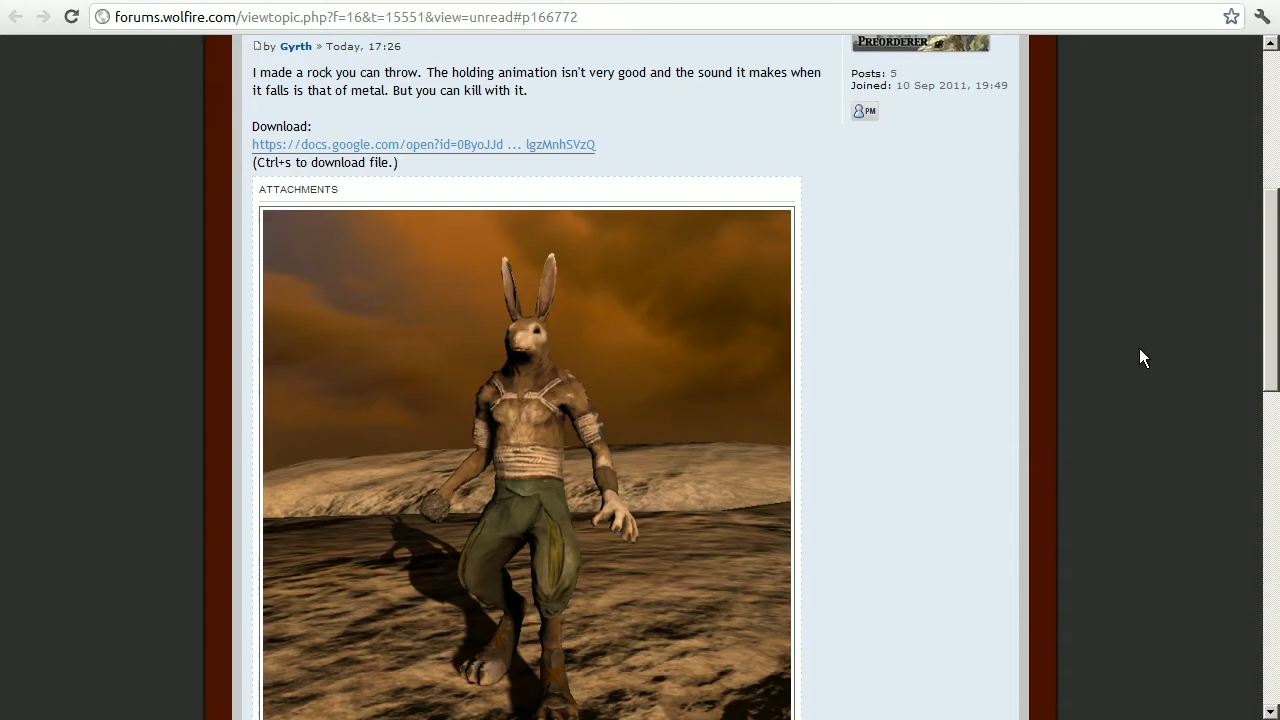 forums.wolfire.com/viewtopic.php?f=16&t=15551&view=unread#p166772
by Gyrth » Today, 17:26
PREORDERER
I made a rock you can throw. The holding animation isn't very good and the sound it makes when
it falls is that of metal. But you can kill with it.
Posts: 5
Joined: 10 Sep 2011, 19:49
PM
Download:
https://docs.google.com/open?id=0ByoJJd ... lgzMnhSVzQ
(Ctrl+s to download file.)
ATTACHMENTS